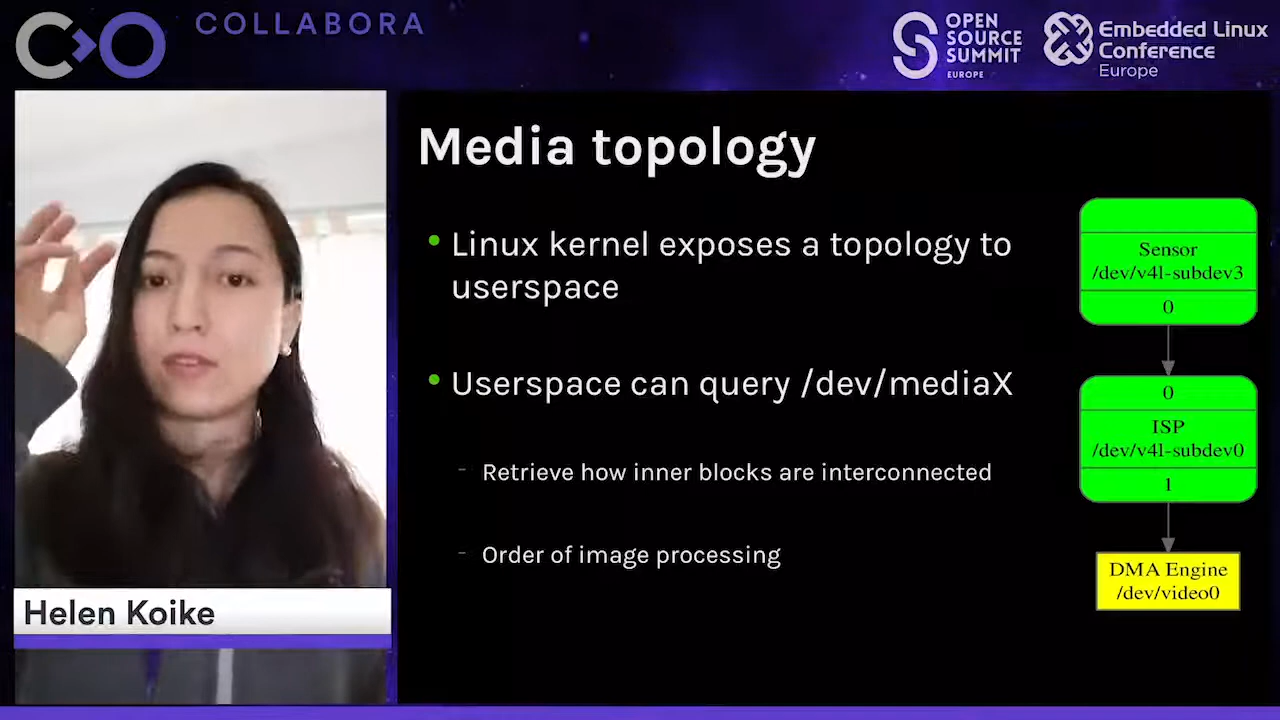 COLLABORA
OPEN
SOURCE
SUMMIT
EUROPE
Embedded Linux
Conference
Europe
Media topology
Linux kernel exposes a topology to
userspace
Userspace can query /dev/mediaX
Retrieve how inner blocks are interconnected
Order of image processing
Sensor
/dev/v4l-subdev3
0
0
ISP
/dev/v4l-subdev0
1
DMA Engine
/dev/video0
Helen Koike